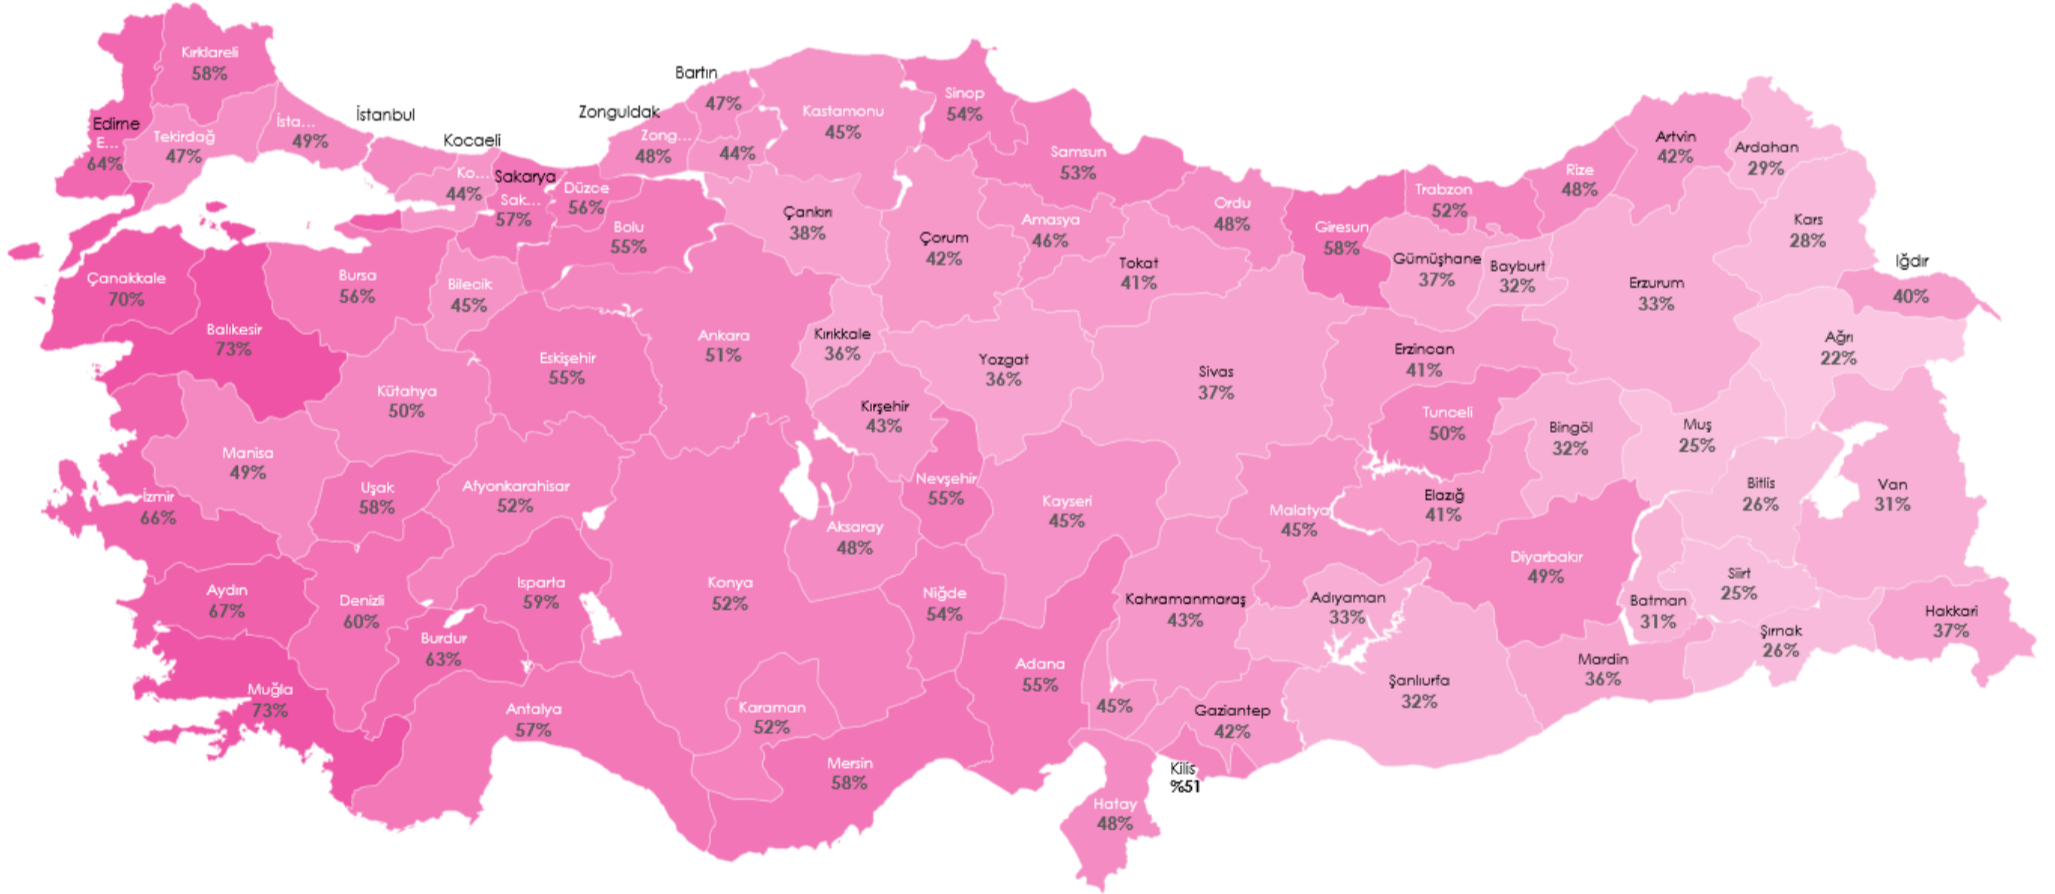 Kırklareli
58%
Edirne
E...
64%
Tekirdağ
47%
İsta...
49%
İstanbul
Kocaeli
Ko...
44%
Sakarya
Sak...
57%
Düzce
56%
Bolu
55%
Zonguldak
Zong...
48%
Bartın
47%
44%
Kastamonu
45%
Sinop
54%
Samsun
53%
Çankırı
38%
Çorum
42%
Amasya
46%
Tokat
41%
Ordu
48%
Giresun
58%
Trabzon
52%
Gümüşhane
37%
Bayburt
32%
Rize
48%
Artvin
42%
Ardahan
29%
Kars
28%
Iğdır
40%
Erzurum
33%
Ağrı
22%
Çanakkale
70%
Balıkesir
73%
Bursa
56%
Bilecik
45%
Eskişehir
55%
Kütahya
50%
Ankara
51%
Kırıkkale
36%
Yozgat
36%
Kırşehir
43%
Sivas
37%
Erzincan
41%
Tunceli
50%
Bingöl
32%
Muş
25%
Bitlis
26%
Van
31%
Manisa
49%
İzmir
66%
Uşak
58%
Afyonkarahisar
52%
Aksaray
48%
Nevşehir
55%
Kayseri
45%
Malatya
45%
Elazığ
41%
Diyarbakır
49%
Batman
31%
Siirt
25%
Şırnak
26%
Hakkari
37%
Aydın
67%
Denizli
60%
Isparta
59%
Burdur
63%
Muğla
73%
Antalya
57%
Konya
52%
Karaman
52%
Niğde
54%
Mersin
58%
Adana
55%
Kahramanmaraş
43%
Adıyaman
33%
45%
Gaziantep
42%
Şanlıurfa
32%
Mardin
36%
Kilis
%51
Hatay
48%